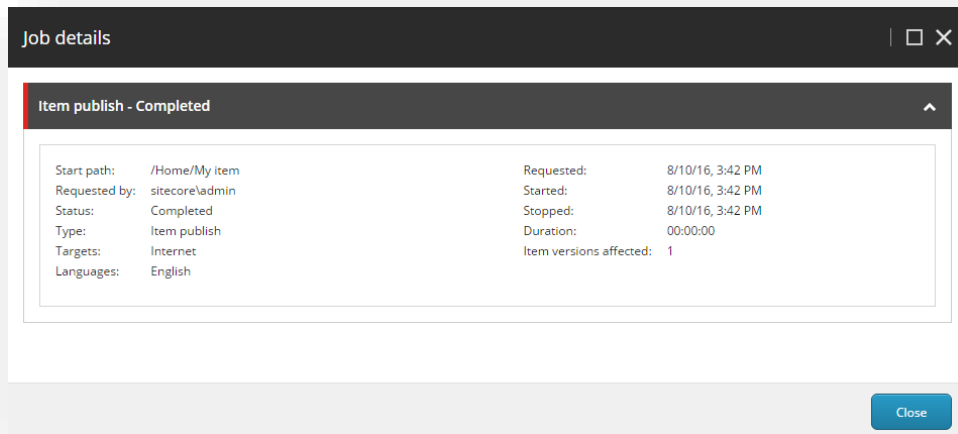 Job details
Item publish - Completed
Start path: /Home/My item
Requested by: sitecore\admin
Status: Completed
Type: Item publish
Targets: Internet
Languages: English
Requested: 8/10/16, 3:42 PM
Started: 8/10/16, 3:42 PM
Stopped: 8/10/16, 3:42 PM
Duration: 00:00:00
Item versions affected: 1
Close